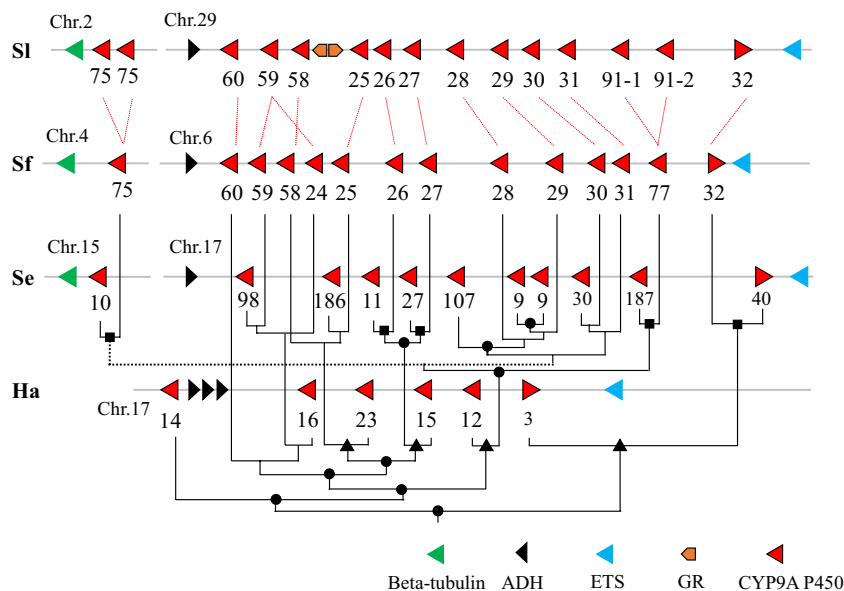 Chr.2 Chr.29
Sl
75 75 60 59 58 25 26 27 28 29 30 31 91-1 91-2 32
Chr.4 Chr.6
Sf
75 60 59 58 24 25 26 27 28 29 30 31 77 32
Chr.15 Chr.17
Se
10 98 186 11 27 107 9 9 30 187 40
Ha
Chr.17
14 16 23 15 12 3
Beta-tubulin ADH ETS GR CYP9A P450